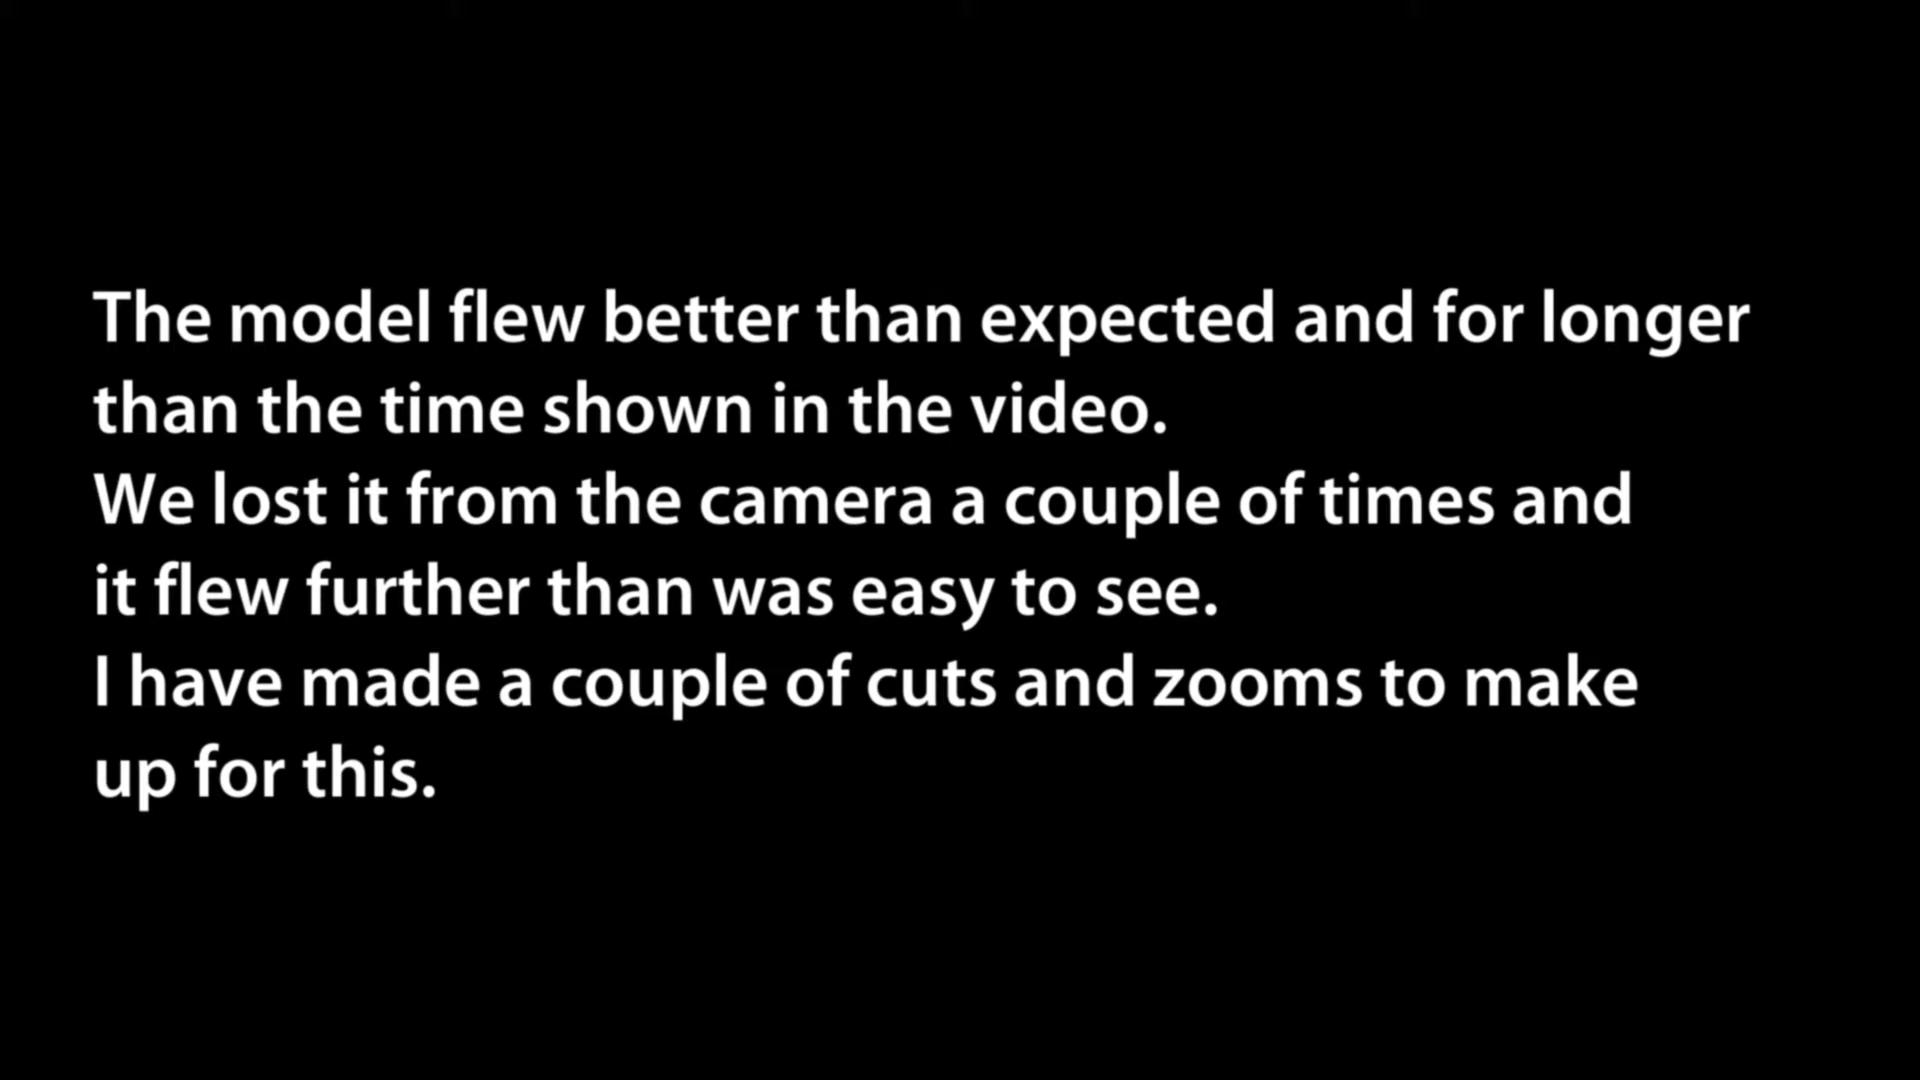 The model flew better than expected and for longer
than the time shown in the video.
We lost it from the camera a couple of times and
it flew further than was easy to see.
I have made a couple of cuts and zooms to make
up for this.